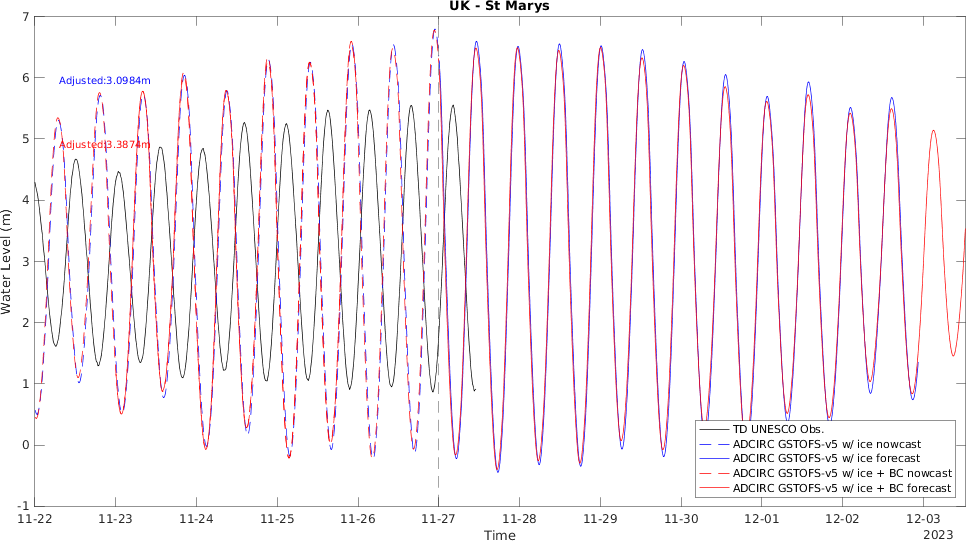 UK - St Marys
7
6
5
4
3
2
1
0
-1
Water Level (m)
Adjusted:3.0984m
Adjusted:3.3874m
TD UNESCO Obs.
ADCIRC GSTOFS-v5 w/ ice nowcast
ADCIRC GSTOFS-v5 w/ ice forecast
ADCIRC GSTOFS-v5 w/ ice + BC nowcast
ADCIRC GSTOFS-v5 w/ ice + BC forecast
11-22 11-23 11-24 11-25 11-26 11-27 11-28 11-29 11-30 12-01 12-02 12-03
Time
2023